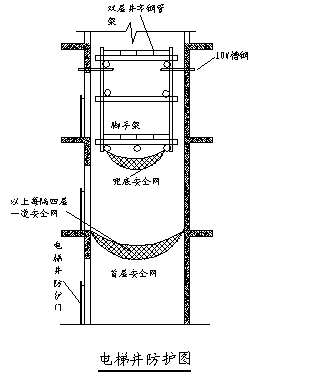 双层井字钢管
架
10#槽钢
脚手架
兜底安全网
以上每隔四层
一道安全网
首层安全网
电梯井防护门
电梯井防护图